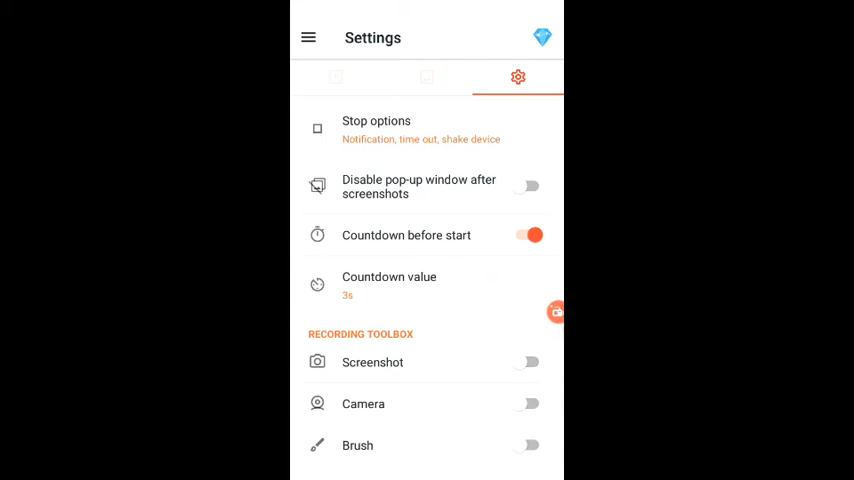 Settings
Stop options
Notification, time out, shake device
Disable pop-up window after
screenshots
Countdown before start
Countdown value
3s
RECORDING TOOLBOX
Screenshot
Camera
Brush